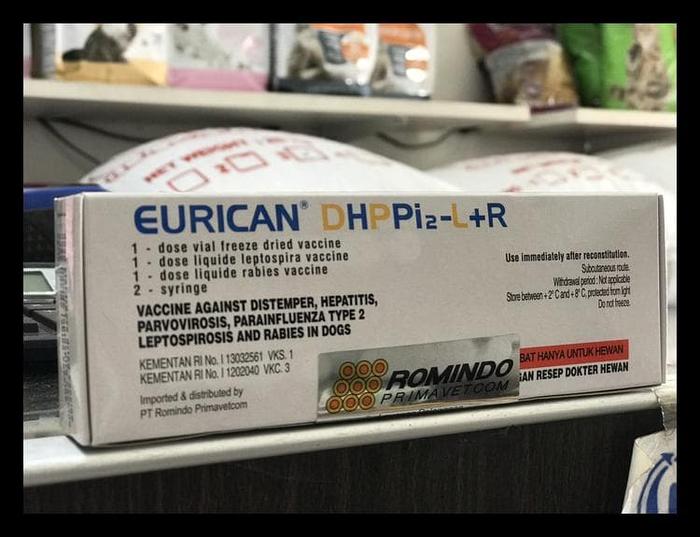 NET WEIGHT
EURICAN® DHPPi2-L+R
1 - dose vial freeze dried vaccine
1 - dose liquide leptospira vaccine
1 - dose liquide rabies vaccine
2 - syringe
VACCINE AGAINST DISTEMPER, HEPATITIS,
PARVOVIROSIS, PARAINFLUENZA TYPE 2
LEPTOSPIROSIS AND RABIES IN DOGS
KEMENTAN RI No. I 13032561 VKS. 1
KEMENTAN RI No. I 1202040 VKC. 3
Imported & distributed by
PT Romindo Primavetcom
Use immediately after reconstitution.
Subcutaneous route.
Withdrawal period : Not applicable
Store between + 2° C and + 8° C, protected from light
Do not freeze.
ROMINDO
PRIMAVETCOM
HANYA UNTUK HEWAN
RESEP DOKTER HEWAN